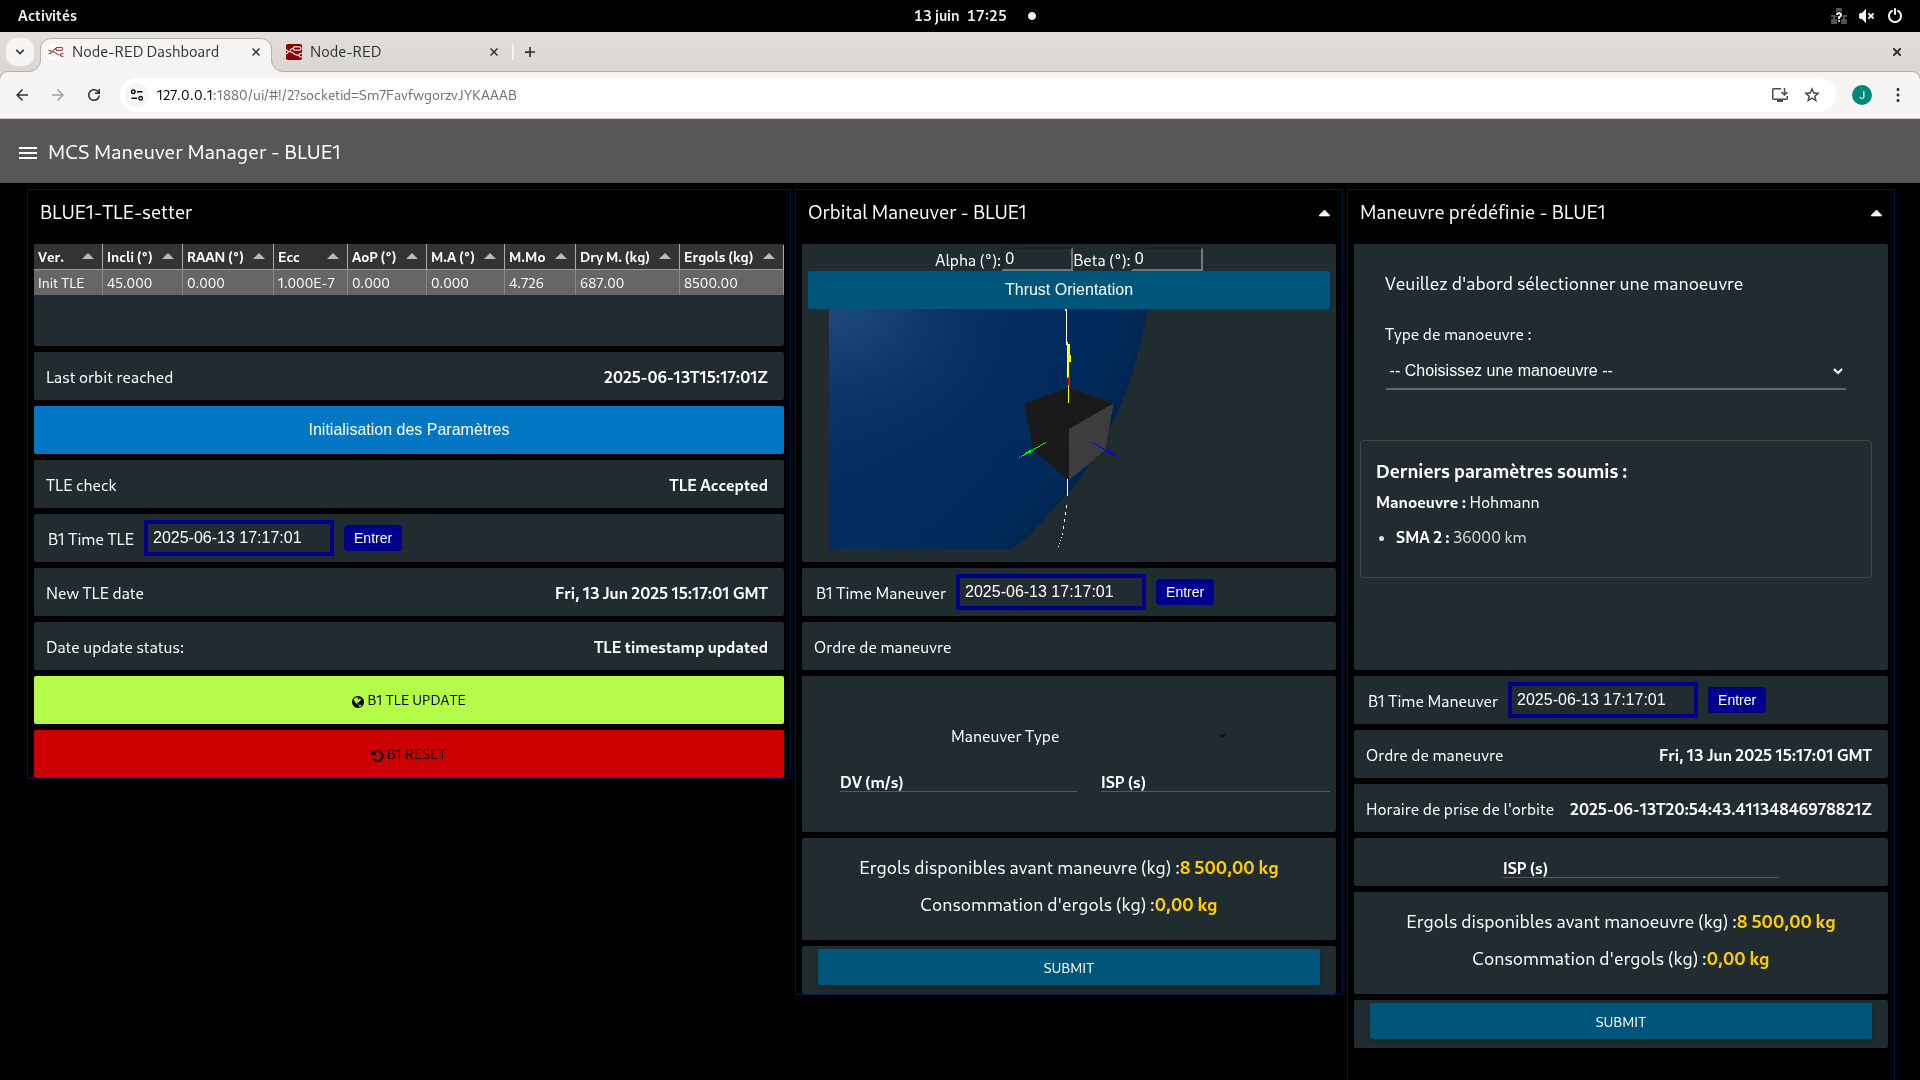 Activités
13 juin 17:25
Node-RED Dashboard
Node-RED
127.0.0.1:1880/ui/#!/2?socketid=Sm7FavfwgorzvJYKAAAB
J
MCS Maneuver Manager - BLUE1
BLUE1-TLE-setter
Ver. Incli (°) RAAN (°) Ecc AoP (°) M.A (°) M.Mo Dry M. (kg) Ergols (kg)
Init TLE 45.000 0.000 1.000E-7 0.000 0.000 4.726 687.00 8500.00
Last orbit reached 2025-06-13T15:17:01Z
Initialisation des Paramètres
TLE check TLE Accepted
B1 Time TLE 2025-06-13 17:17:01 Entrer
New TLE date Fri, 13 Jun 2025 15:17:01 GMT
Date update status: TLE timestamp updated
B1 TLE UPDATE
B1 RESET
Orbital Maneuver - BLUE1
Alpha (°): 0 Beta (°): 0
Thrust Orientation
B1 Time Maneuver 2025-06-13 17:17:01 Entrer
Ordre de maneuvre
Maneuver Type
DV (m/s) ISP (s)
Ergols disponibles avant maneuvre (kg) :8 500,00 kg
Consommation d'ergols (kg) :0,00 kg
SUBMIT
Maneuvre prédéfinie - BLUE1
Veuillez d'abord sélectionner une manoeuvre
Type de manoeuvre :
-- Choisissez une manoeuvre --
Derniers paramètres soumis :
Manoeuvre : Hohmann
• SMA 2 : 36000 km
B1 Time Maneuver 2025-06-13 17:17:01 Entrer
Ordre de maneuvre Fri, 13 Jun 2025 15:17:01 GMT
Horaire de prise de l'orbite 2025-06-13T20:54:43.41134846978821Z
ISP (s)
Ergols disponibles avant manoeuvre (kg) :8 500,00 kg
Consommation d'ergols (kg) :0,00 kg
SUBMIT